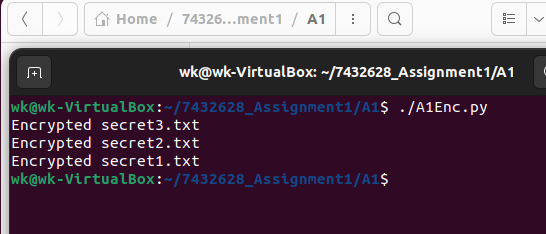 Home / 74326...ment1 / A1
wk@wk-VirtualBox: ~/7432628_Assignment1/A1
wk@wk-VirtualBox:~/7432628_Assignment1/A1$ ./A1Enc.py
Encrypted secret3.txt
Encrypted secret2.txt
Encrypted secret1.txt
wk@wk-VirtualBox:~/7432628_Assignment1/A1$